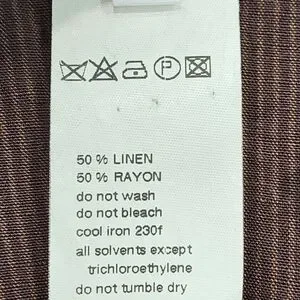 P
50 % LINEN
50 % RAYON
do not wash
do not bleach
cool iron 230f
all solvents except
trichloroethylene
do not tumble dry